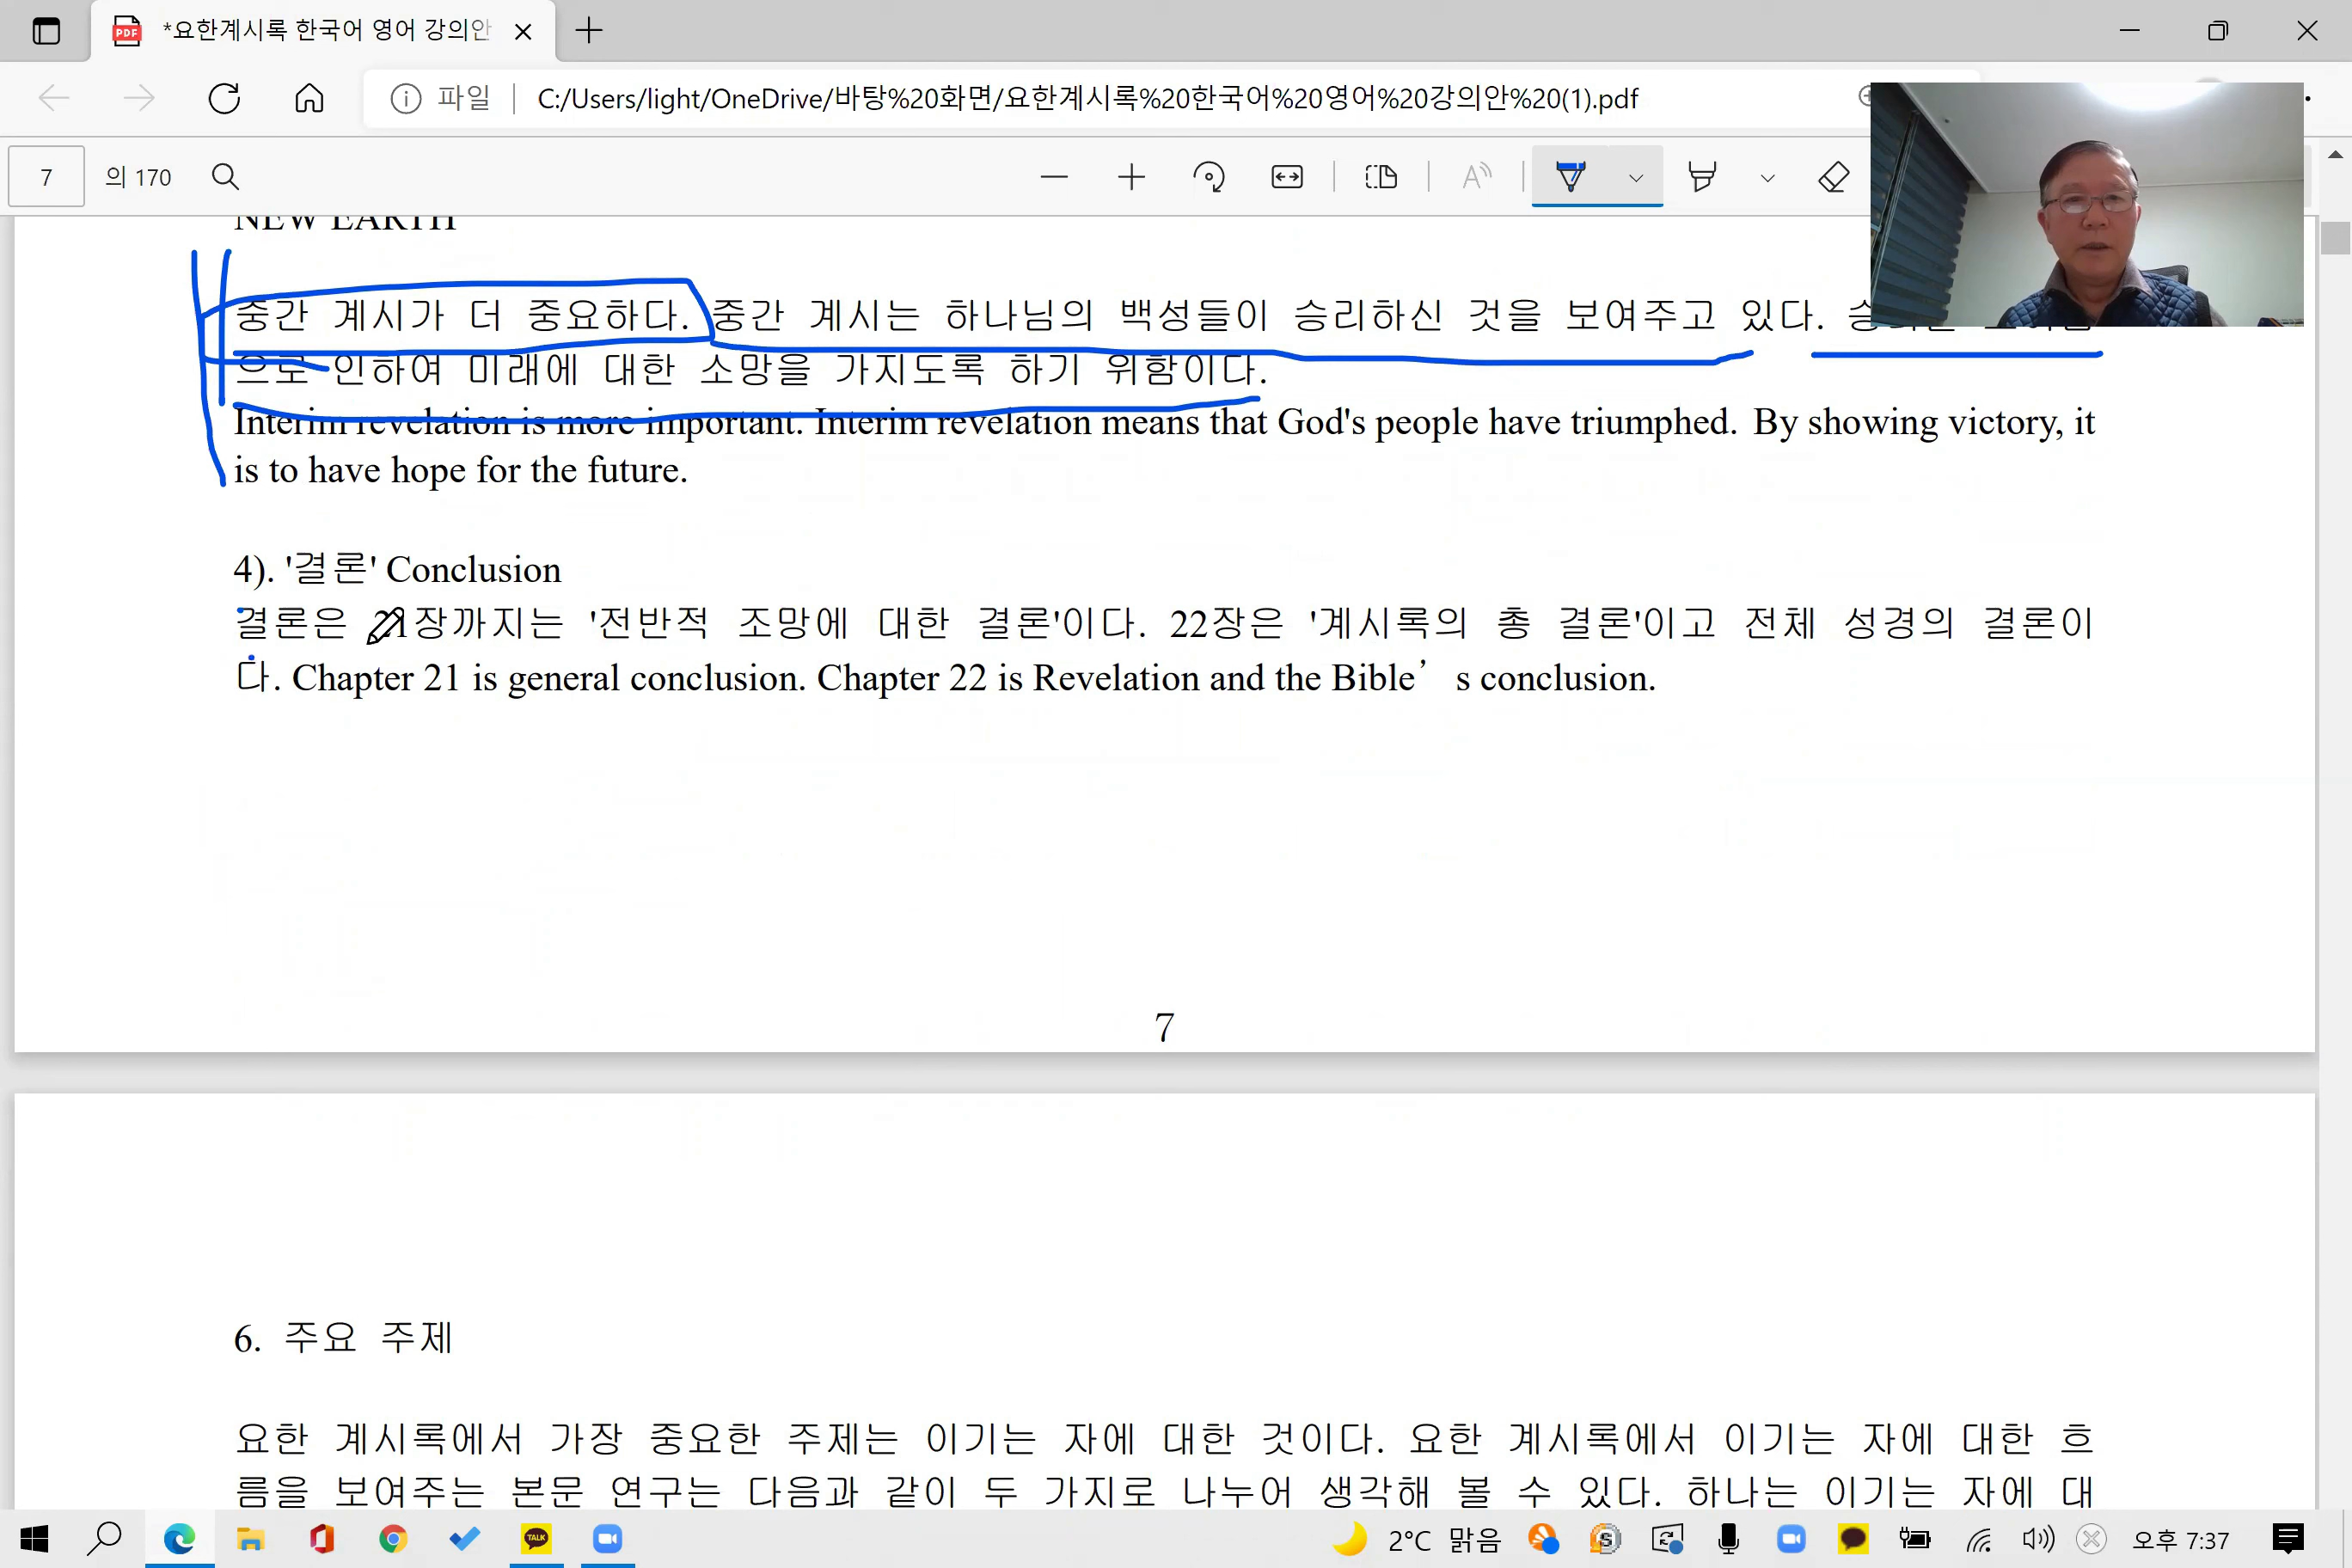 *요한계시록 한국어 영어 강의안
파일 C:/Users/light/OneDrive/바탕%20화면/요한계시록%20한국어%20영어%20강의안%20(1).pdf
7 의 170
NEW EARTH
중간 계시가 더 중요하다. 중간 계시는 하나님의 백성들이 승리하신 것을 보여주고 있다.
으로 인하여 미래에 대한 소망을 가지도록 하기 위함이다.
Interim revelation is more important. Interim revelation means that God's people have triumphed. By showing victory, it
is to have hope for the future.
4). '결론' Conclusion
결론은 21장까지는 '전반적 조망에 대한 결론'이다. 22장은 '계시록의 총 결론'이고 전체 성경의 결론이
다. Chapter 21 is general conclusion. Chapter 22 is Revelation and the Bible’ s conclusion.
7
6. 주요 주제
요한 계시록에서 가장 중요한 주제는 이기는 자에 대한 것이다. 요한 계시록에서 이기는 자에 대한 흐
름을 보여주는 본문 연구는 다음과 같이 두 가지로 나누어 생각해 볼 수 있다. 하나는 이기는 자에 대
2°C 맑음 오후 7:37